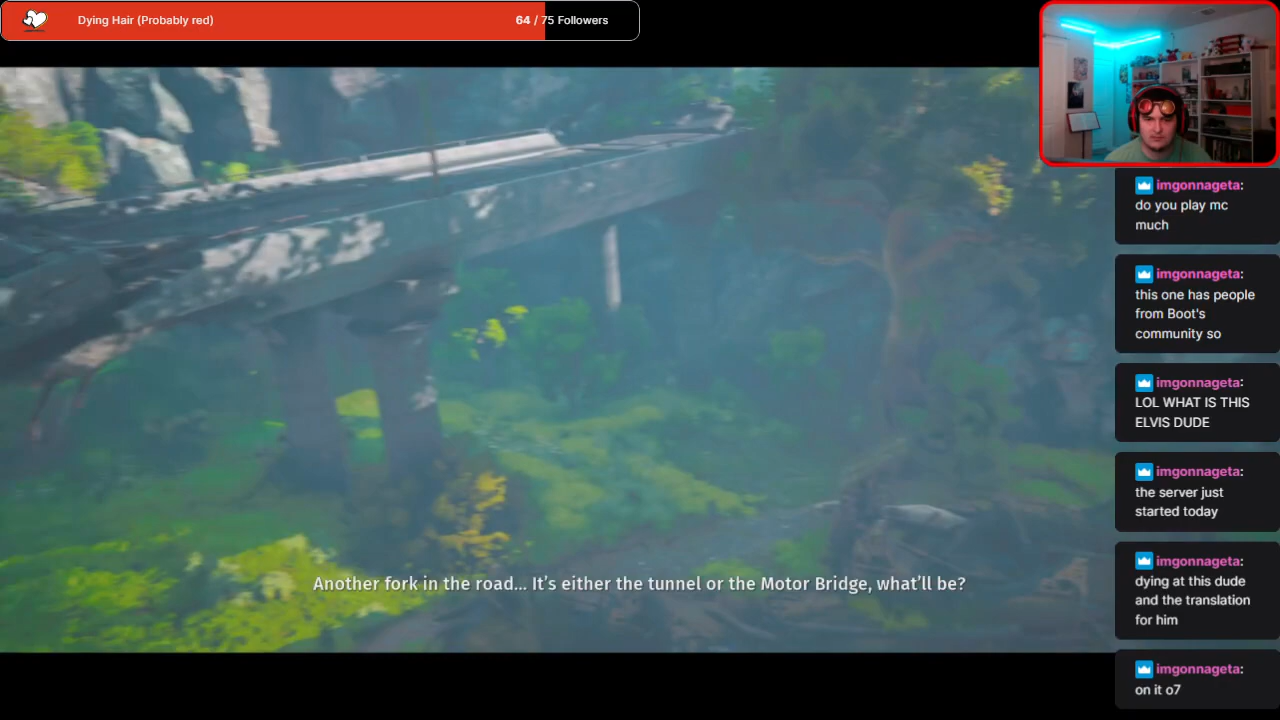 Dying Hair (Probably red)
64 / 75 Followers
imgonnageta:
do you play mc
much
imgonnageta:
this one has people
from Boot's
community so
imgonnageta:
LOL WHAT IS THIS
ELVIS DUDE
imgonnageta:
the server just
started today
imgonnageta:
dying at this dude
and the translation
for him
imgonnageta:
on it o7
Another fork in the road... It's either the tunnel or the Motor Bridge, what'll be?